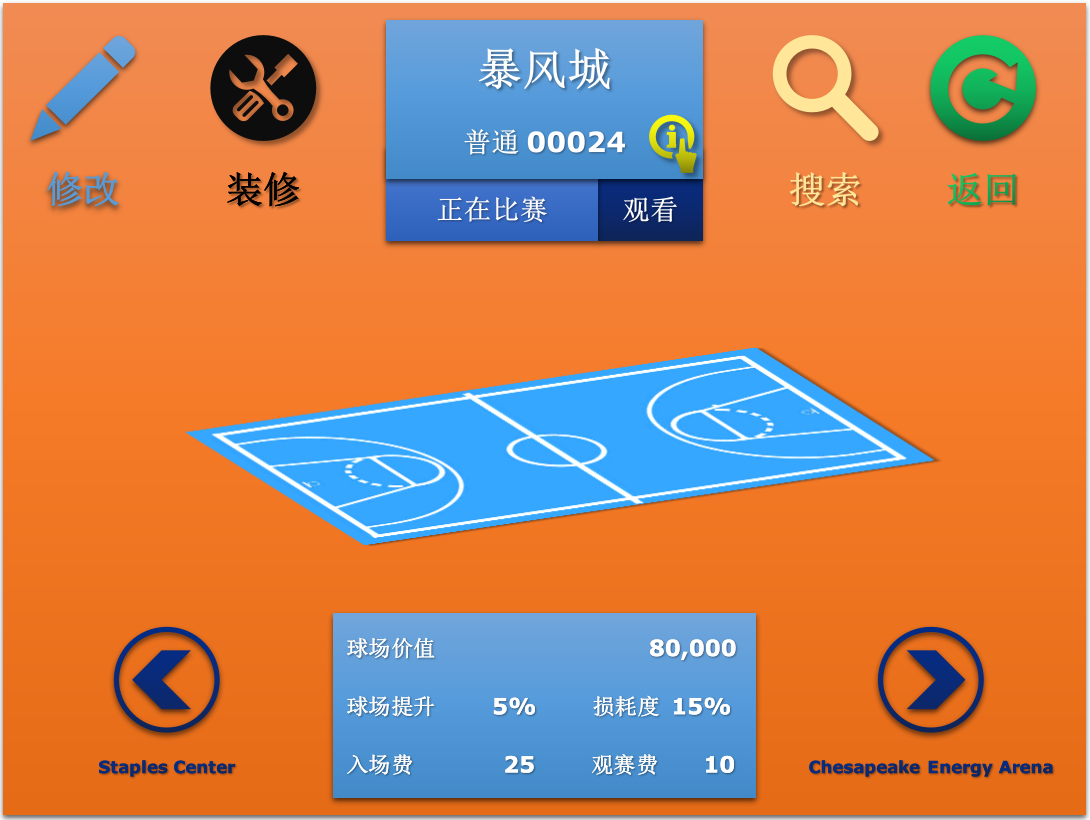 暴风城
普通 00024
修改
装修
搜索
返回
正在比赛
观看
球场价值 80,000
球场提升 5% 损耗度 15%
入场费 25 观赛费 10
Staples Center
Chesapeake Energy Arena